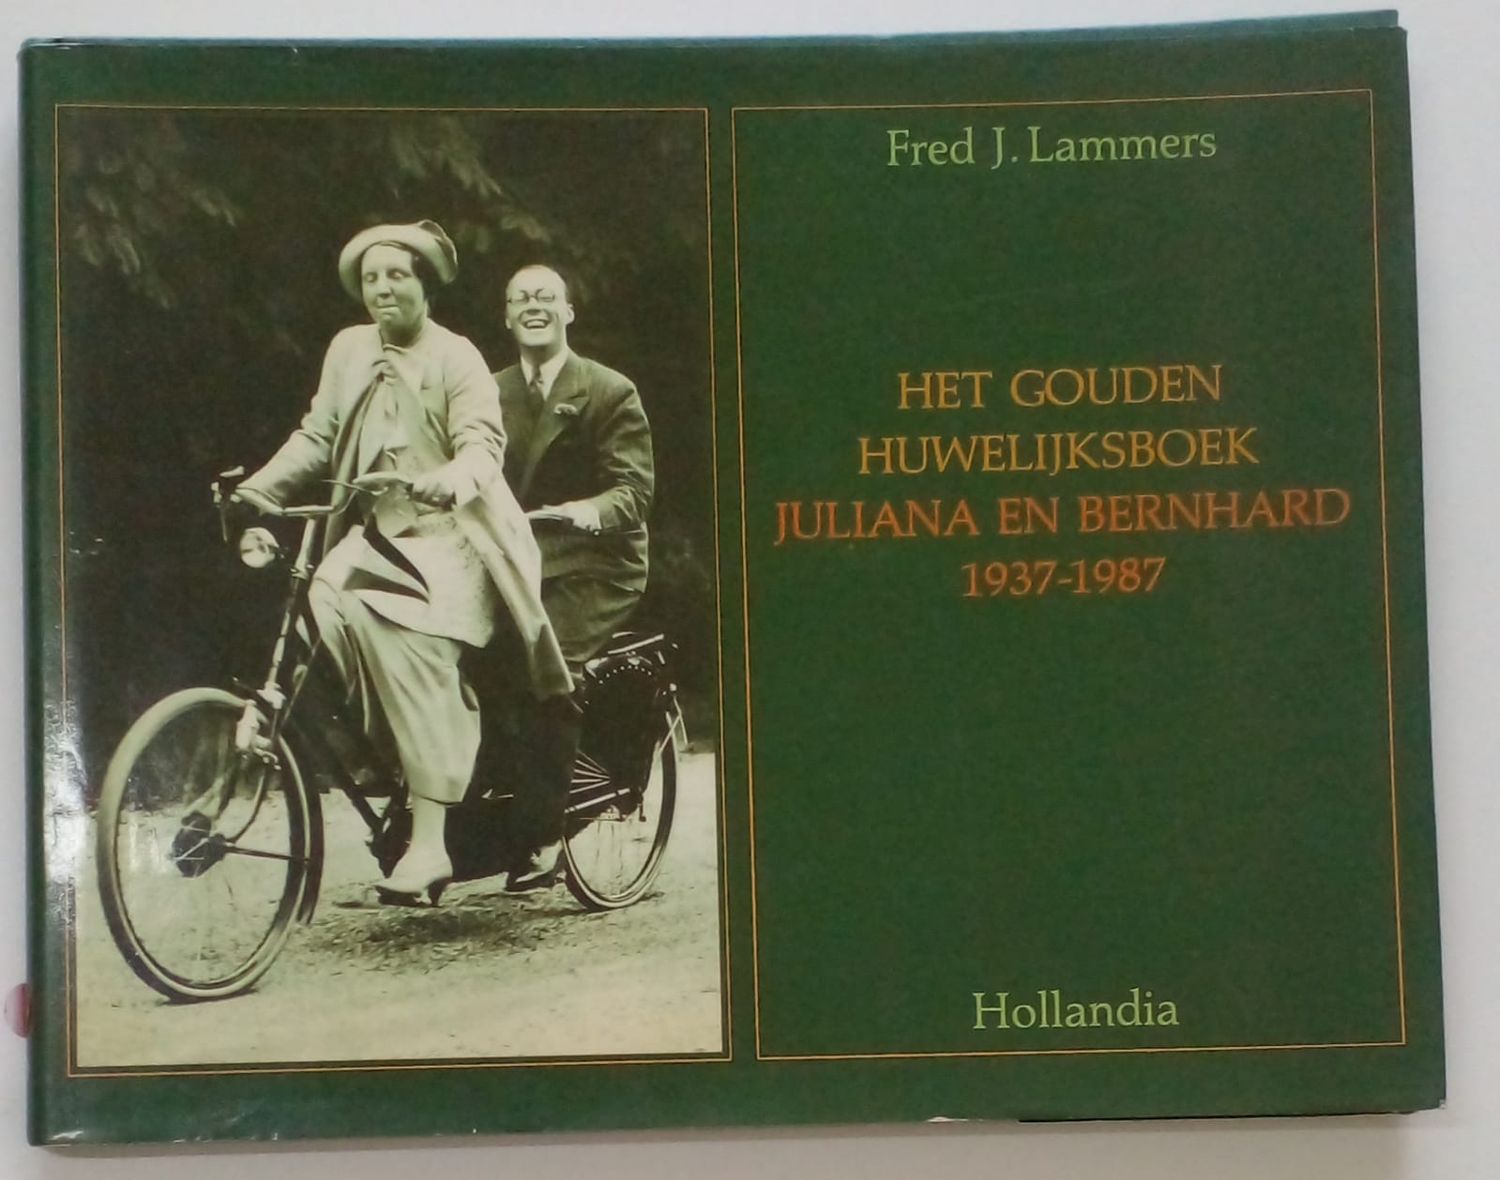 Fred J. Lammers
HET GOUDEN
HUWELIJKSBOEK
JULIANA EN BERNHARD
1937-1987
Hollandia